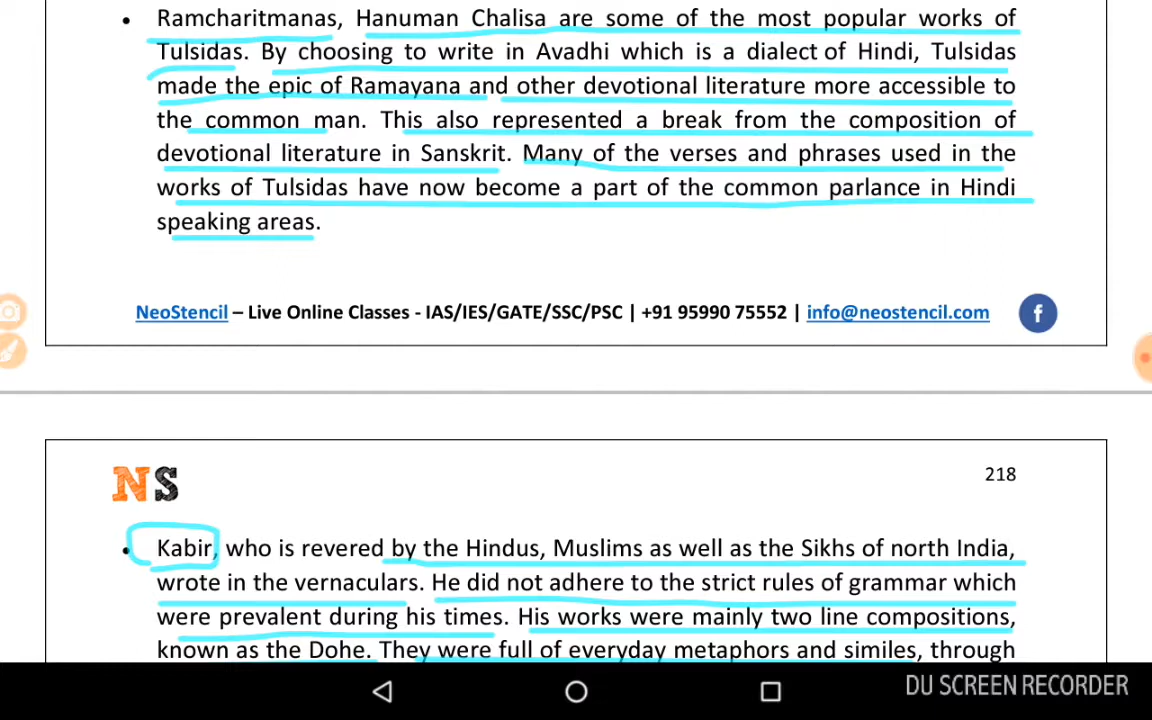 • Ramcharitmanas, Hanuman Chalisa are some of the most popular works of
Tulsidas. By choosing to write in Avadhi which is a dialect of Hindi, Tulsidas
made the epic of Ramayana and other devotional literature more accessible to
the common man. This also represented a break from the composition of
devotional literature in Sanskrit. Many of the verses and phrases used in the
works of Tulsidas have now become a part of the common parlance in Hindi
speaking areas.
NeoStencil – Live Online Classes - IAS/IES/GATE/SSC/PSC | +91 95990 75552 | info@neostencil.com f
NS
218
• Kabir, who is revered by the Hindus, Muslims as well as the Sikhs of north India,
wrote in the vernaculars. He did not adhere to the strict rules of grammar which
were prevalent during his times. His works were mainly two line compositions,
known as the Dohe. They were full of everyday metaphors and similes, through
DU SCREEN RECORDER